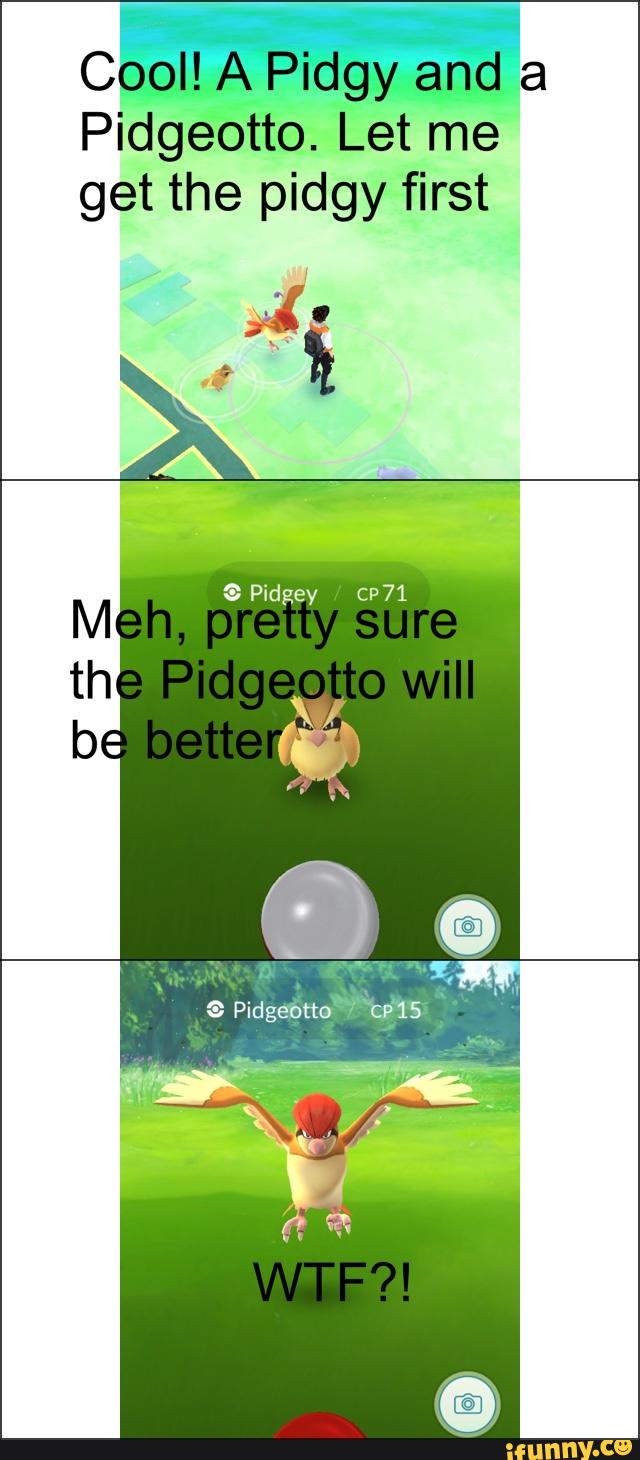 Cool! A Pidgy and a
Pidgeotto. Let me
get the pidgy first
Pidgey / CP71
Meh, pretty sure
the Pidgeotto will
be better
Pidgeotto / CP15
WTF?!
ifunny.co